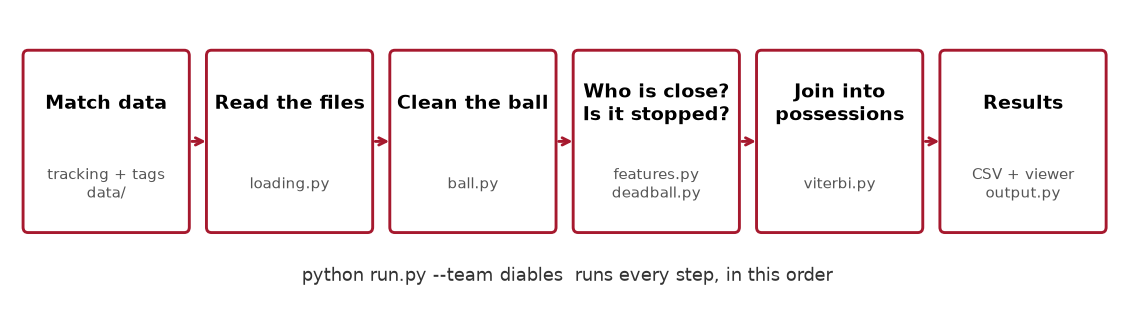 Match data
tracking + tags
data/
Read the files
loading.py
Clean the ball
ball.py
Who is close?
Is it stopped?
features.py
deadball.py
Join into
possessions
viterbi.py
Results
CSV + viewer
output.py
python run.py --team diables  runs every step, in this order